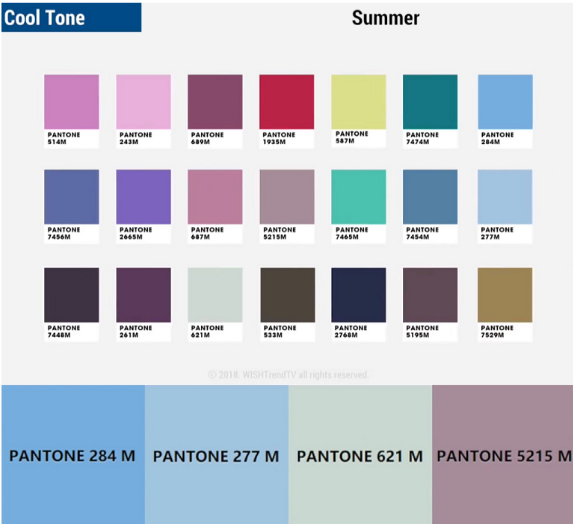 Cool Tone
Summer
PANTONE
514M
PANTONE
243M
PANTONE
689M
PANTONE
1935M
PANTONE
587M
PANTONE
7474M
PANTONE
284M
PANTONE
7456M
PANTONE
2665M
PANTONE
687M
PANTONE
5215M
PANTONE
7465M
PANTONE
7454M
PANTONE
277M
PANTONE
7448M
PANTONE
261M
PANTONE
621M
PANTONE
533M
PANTONE
2768M
PANTONE
5195M
PANTONE
7529M
© 2018. WISHTrendTV all rights reserved.
PANTONE 284 M
PANTONE 277 M
PANTONE 621 M
PANTONE 5215 M